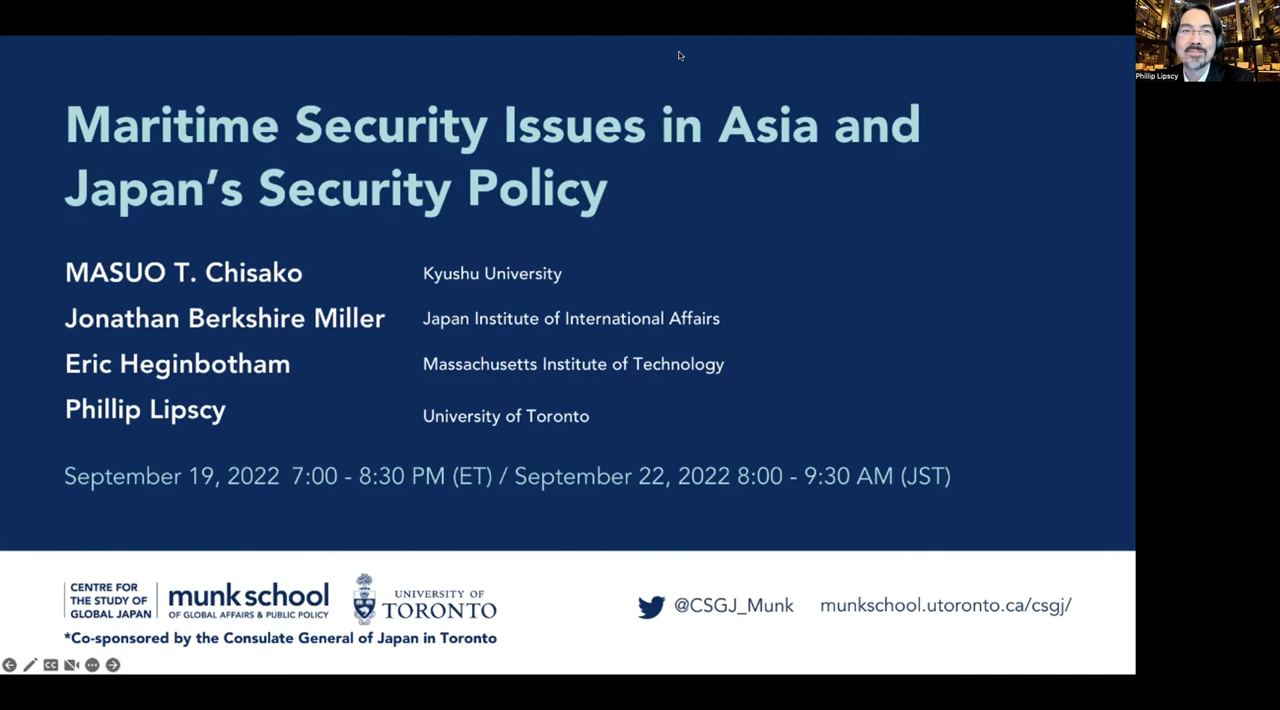 Phillip Lipscy
Maritime Security Issues in Asia and
Japan’s Security Policy
MASUO T. Chisako Kyushu University
Jonathan Berkshire Miller Japan Institute of International Affairs
Eric Heginbotham Massachusetts Institute of Technology
Phillip Lipscy University of Toronto
September 19, 2022 7:00 - 8:30 PM (ET) / September 22, 2022 8:00 - 9:30 AM (JST)
CENTRE FOR
THE STUDY OF
GLOBAL JAPAN
munk school
OF GLOBAL AFFAIRS & PUBLIC POLICY
UNIVERSITY OF
TORONTO
@CSGJ_Munk munkschool.utoronto.ca/csgj/
*Co-sponsored by the Consulate General of Japan in Toronto
CC